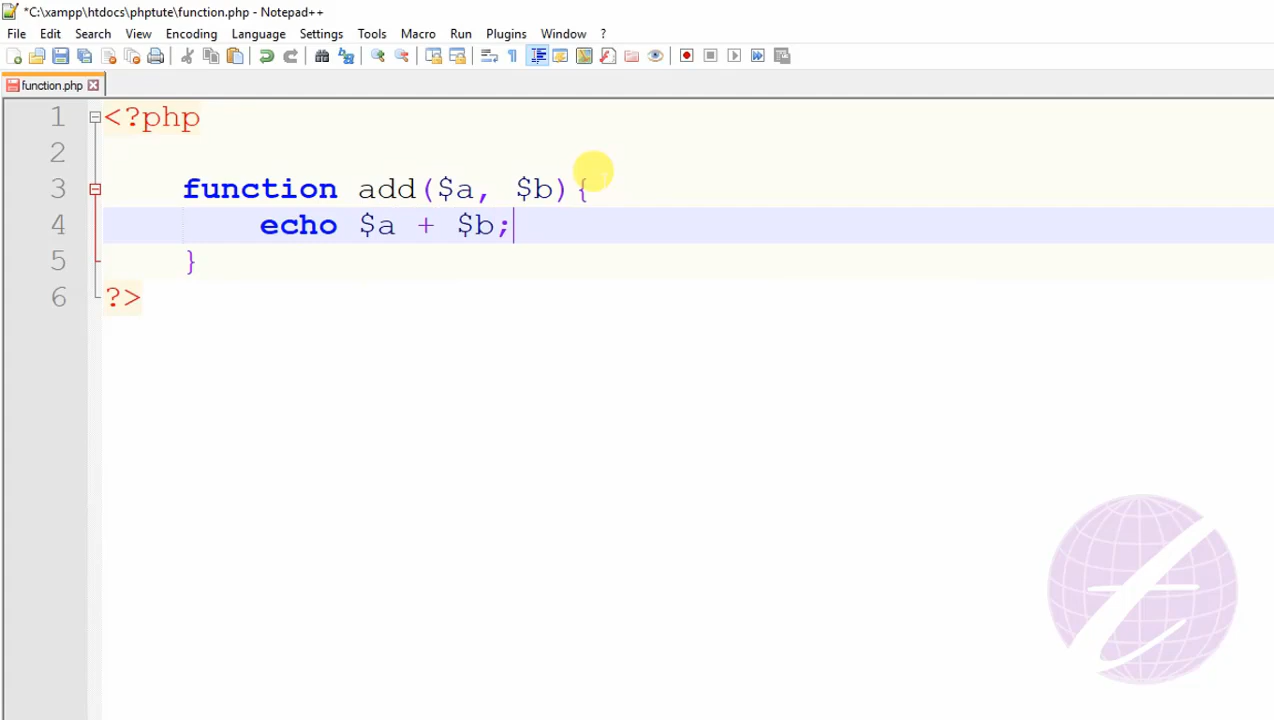 *C:\xampp\htdocs\phptute\function.php - Notepad++
File Edit Search View Encoding Language Settings Tools Macro Run Plugins Window ?
function.php
1 <?php
2
3 function add($a, $b){
4 echo $a + $b;
5 }
6 ?>